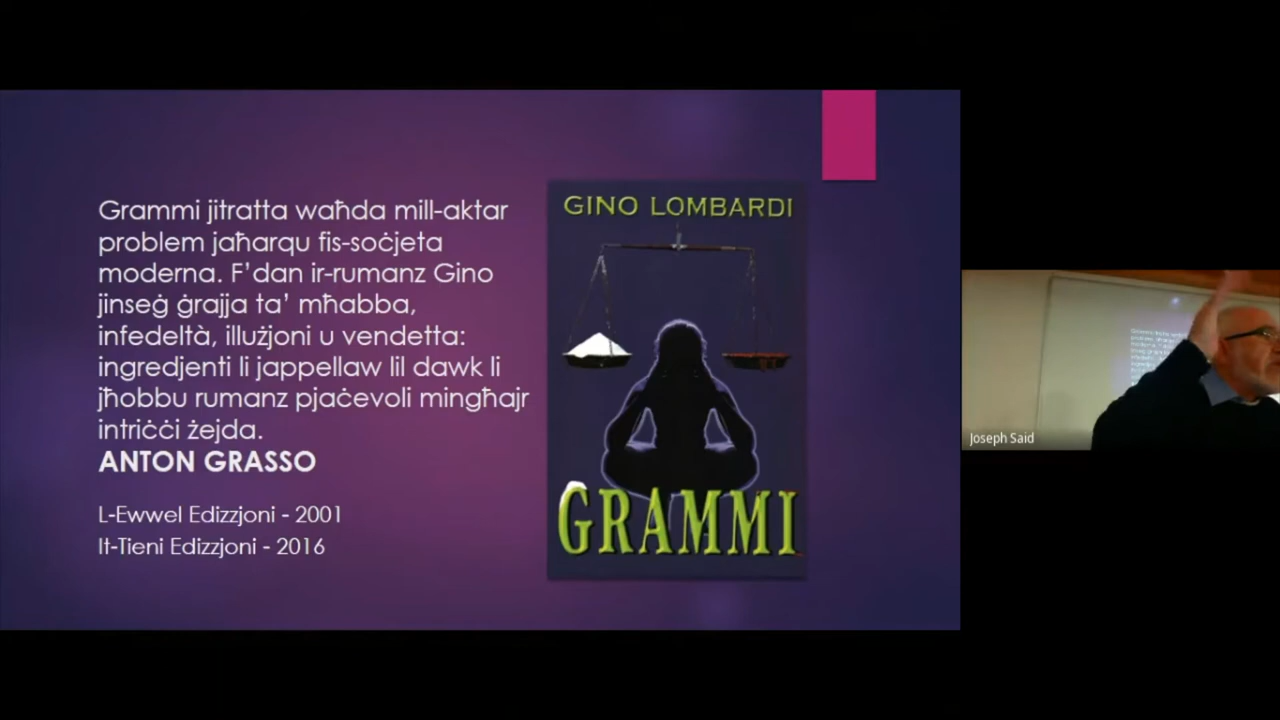 Grammi jitratta waħda mill-aktar
problem jaħarqu fis-soċjeta
moderna. F'dan ir-rumanz Gino
jinseġ ġrajja ta' mħabba,
infedeltà, illużjoni u vendetta:
ingredjenti li jappellaw lil dawk li
jħobbu rumanz pjaċevoli mingħajr
intriċċi żejda.
ANTON GRASSO
L-Ewwel Edizzjoni - 2001
It-Tieni Edizzjoni - 2016
GINO LOMBARDI
GRAMMI
Joseph Said